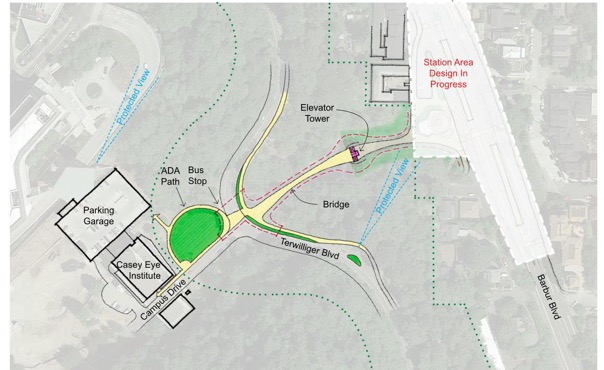 Protected View
Station Area
Design In
Progress
Elevator
Tower
ADA
Path
Bus
Stop
Protected View
Parking
Garage
Bridge
Terwilliger Blvd
Casey Eye
Institute
Campus Drive
Barbur Blvd